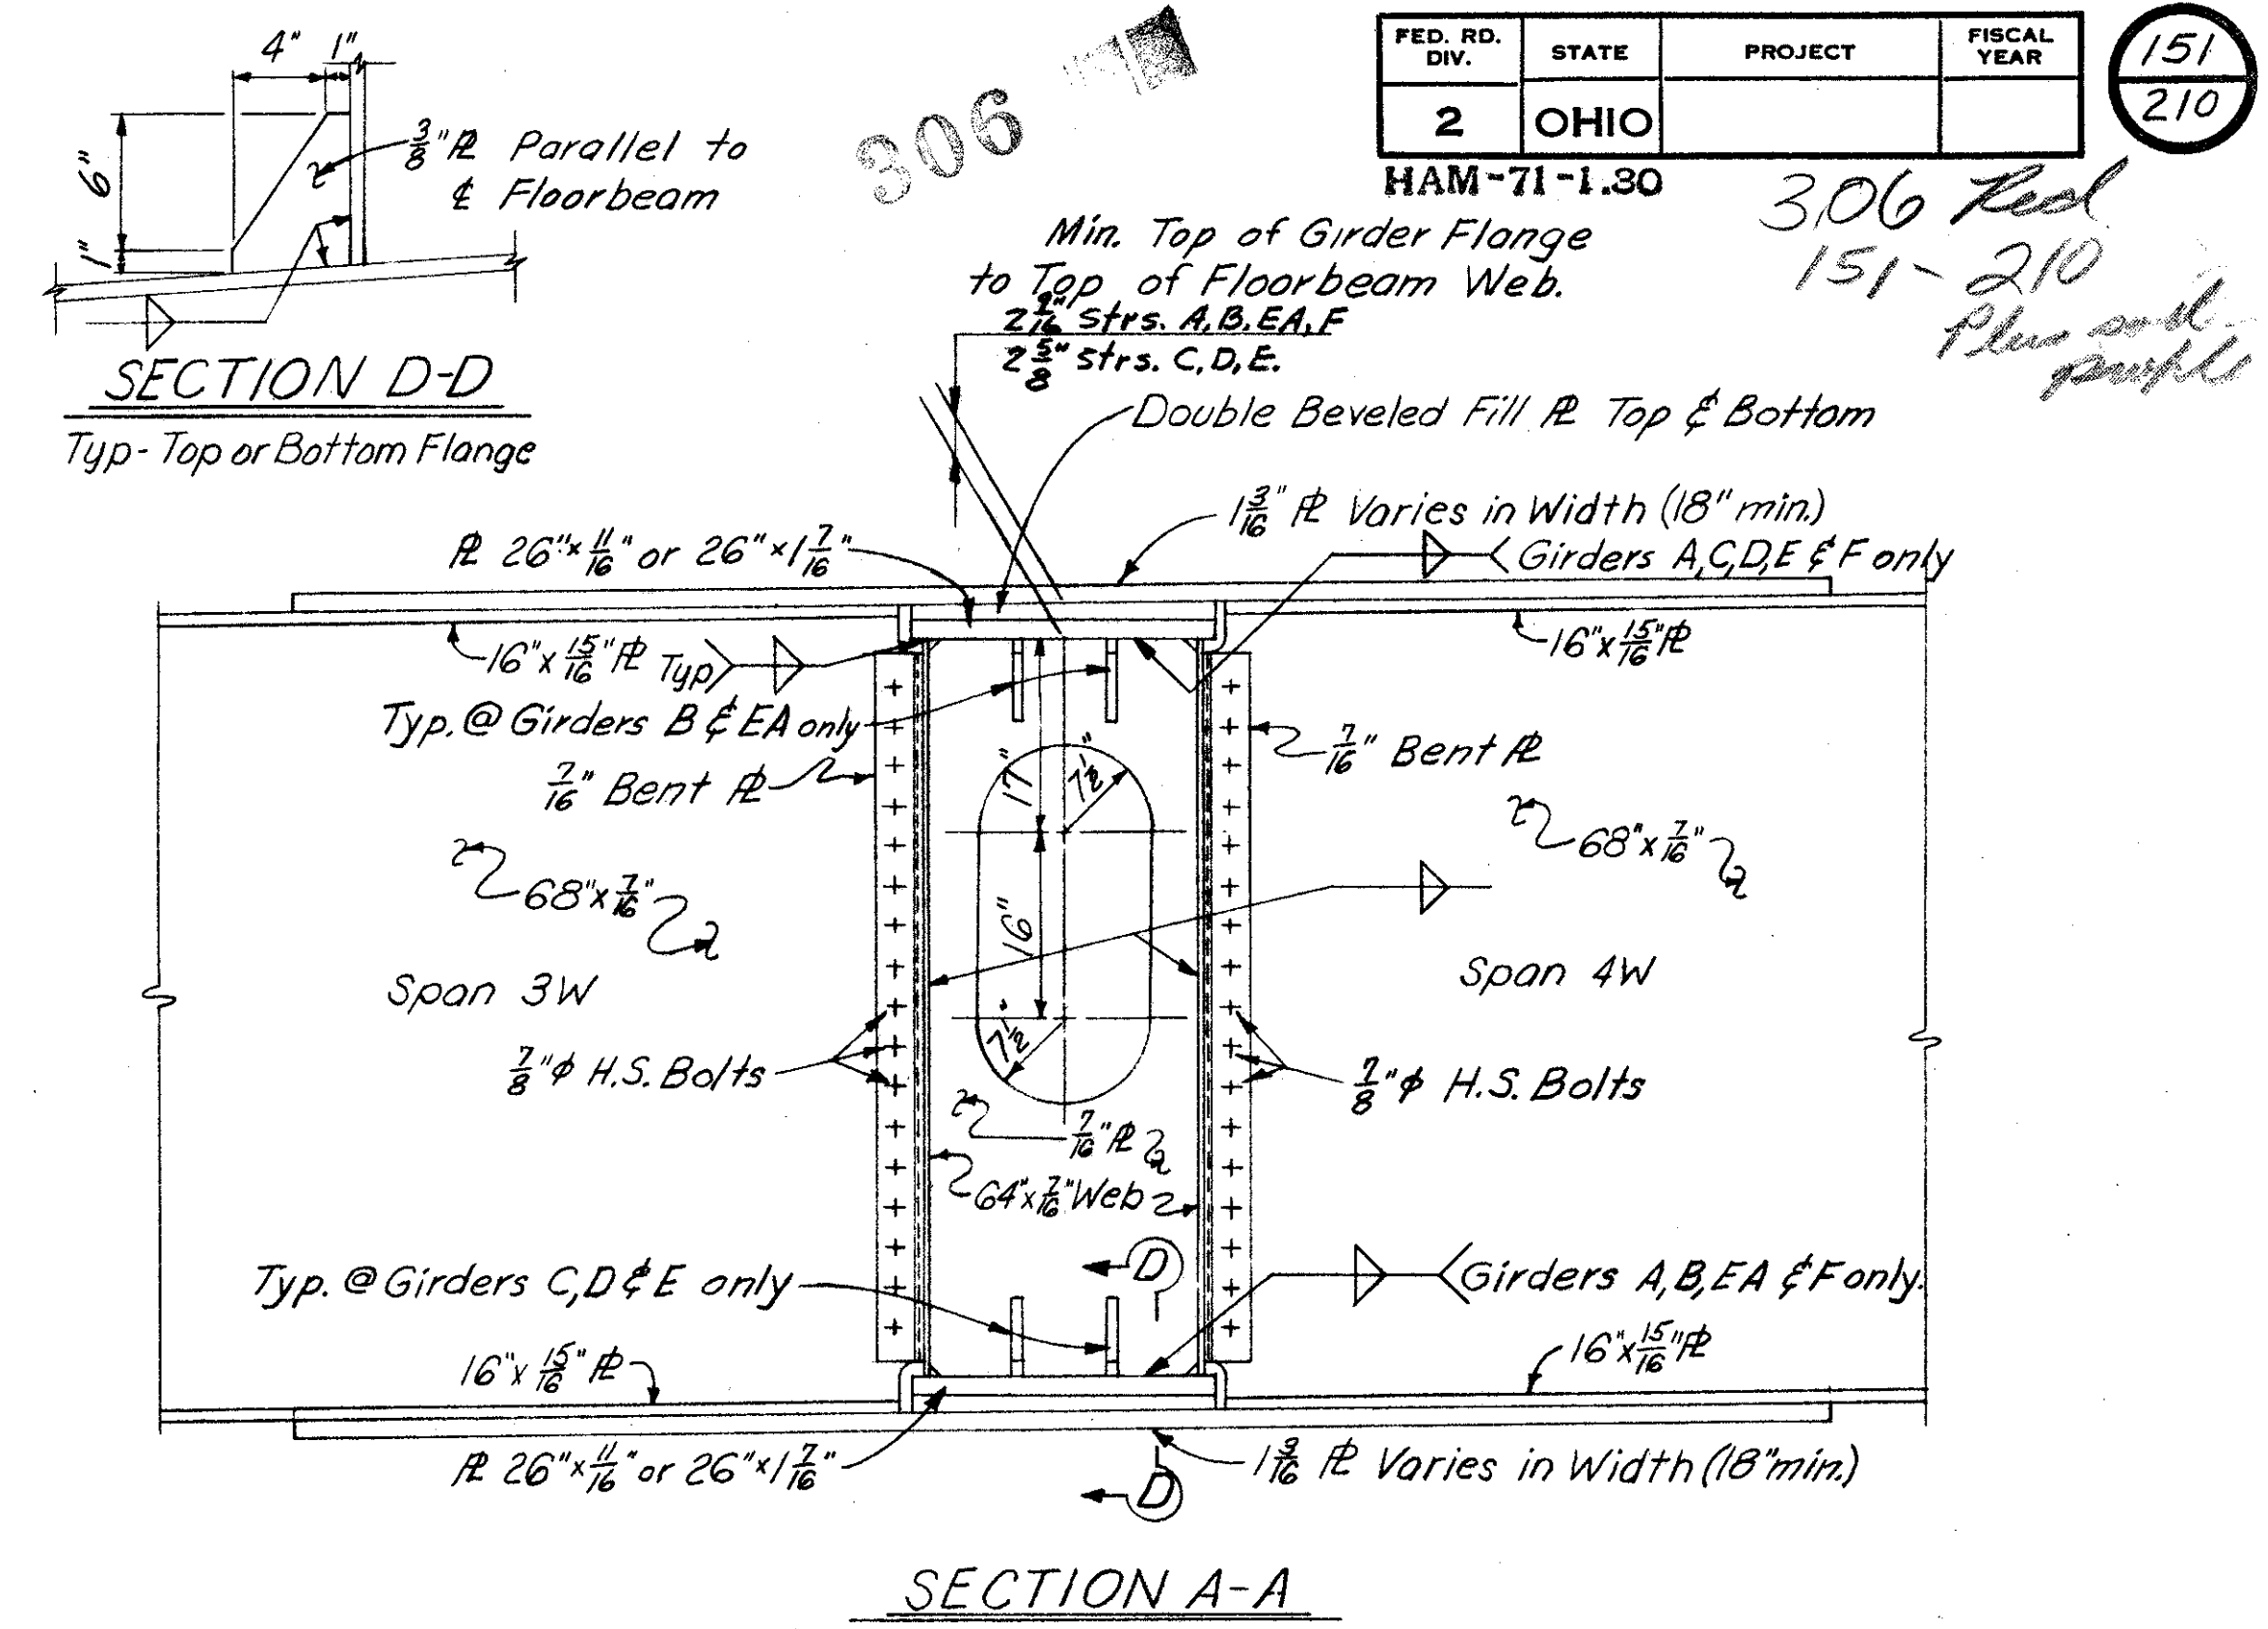 4" 1"
6"
1"
3/8" ℞ Parallel to
℄ Floorbeam
SECTION D-D
Typ-Top or Bottom Flange
306
FED. RD. DIV. STATE PROJECT FISCAL YEAR
2 OHIO
151
210
HAM-71-1.30
306 Red
151-210
Min. Top of Girder Flange
to Top of Floorbeam Web.
Strs. A,B,EA,F
2 5/8" Strs. C,D,E.
Double Beveled Fill ℞ Top & Bottom
1 3/16" ℞ Varies in Width (18" min.)
℞ 26"x 11/16" or 26"x 1 7/16"
Girders A,C,D,E & F only
16"x 15/16" ℞
Typ
16"x 15/16" ℞
Typ. @ Girders B & EA only
7/16" Bent ℞
7/16" Bent ℞
17"
7 1/2"
68"x 7/16"
68"x 7/16"
16"
Span 3W
Span 4W
7 1/2"
7/8"φ H.S. Bolts
7/8"φ H.S. Bolts
7/16" ℞
64"x 7/16" Web
D
Typ. @ Girders C,D & E only
Girders A,B,EA & F only.
16"x 15/16" ℞
16"x 15/16" ℞
℞ 26"x 11/16" or 26"x 1 7/16"
1 3/16 ℞ Varies in Width (18"min.)
D
SECTION A-A